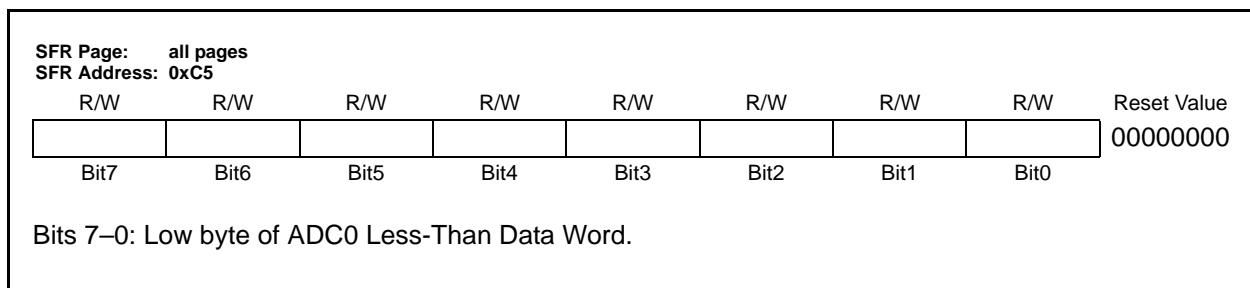 SFR Page: all pages
SFR Address: 0xC5
R/W R/W R/W R/W R/W R/W R/W R/W Reset Value
00000000
Bit7 Bit6 Bit5 Bit4 Bit3 Bit2 Bit1 Bit0
Bits 7–0: Low byte of ADC0 Less-Than Data Word.